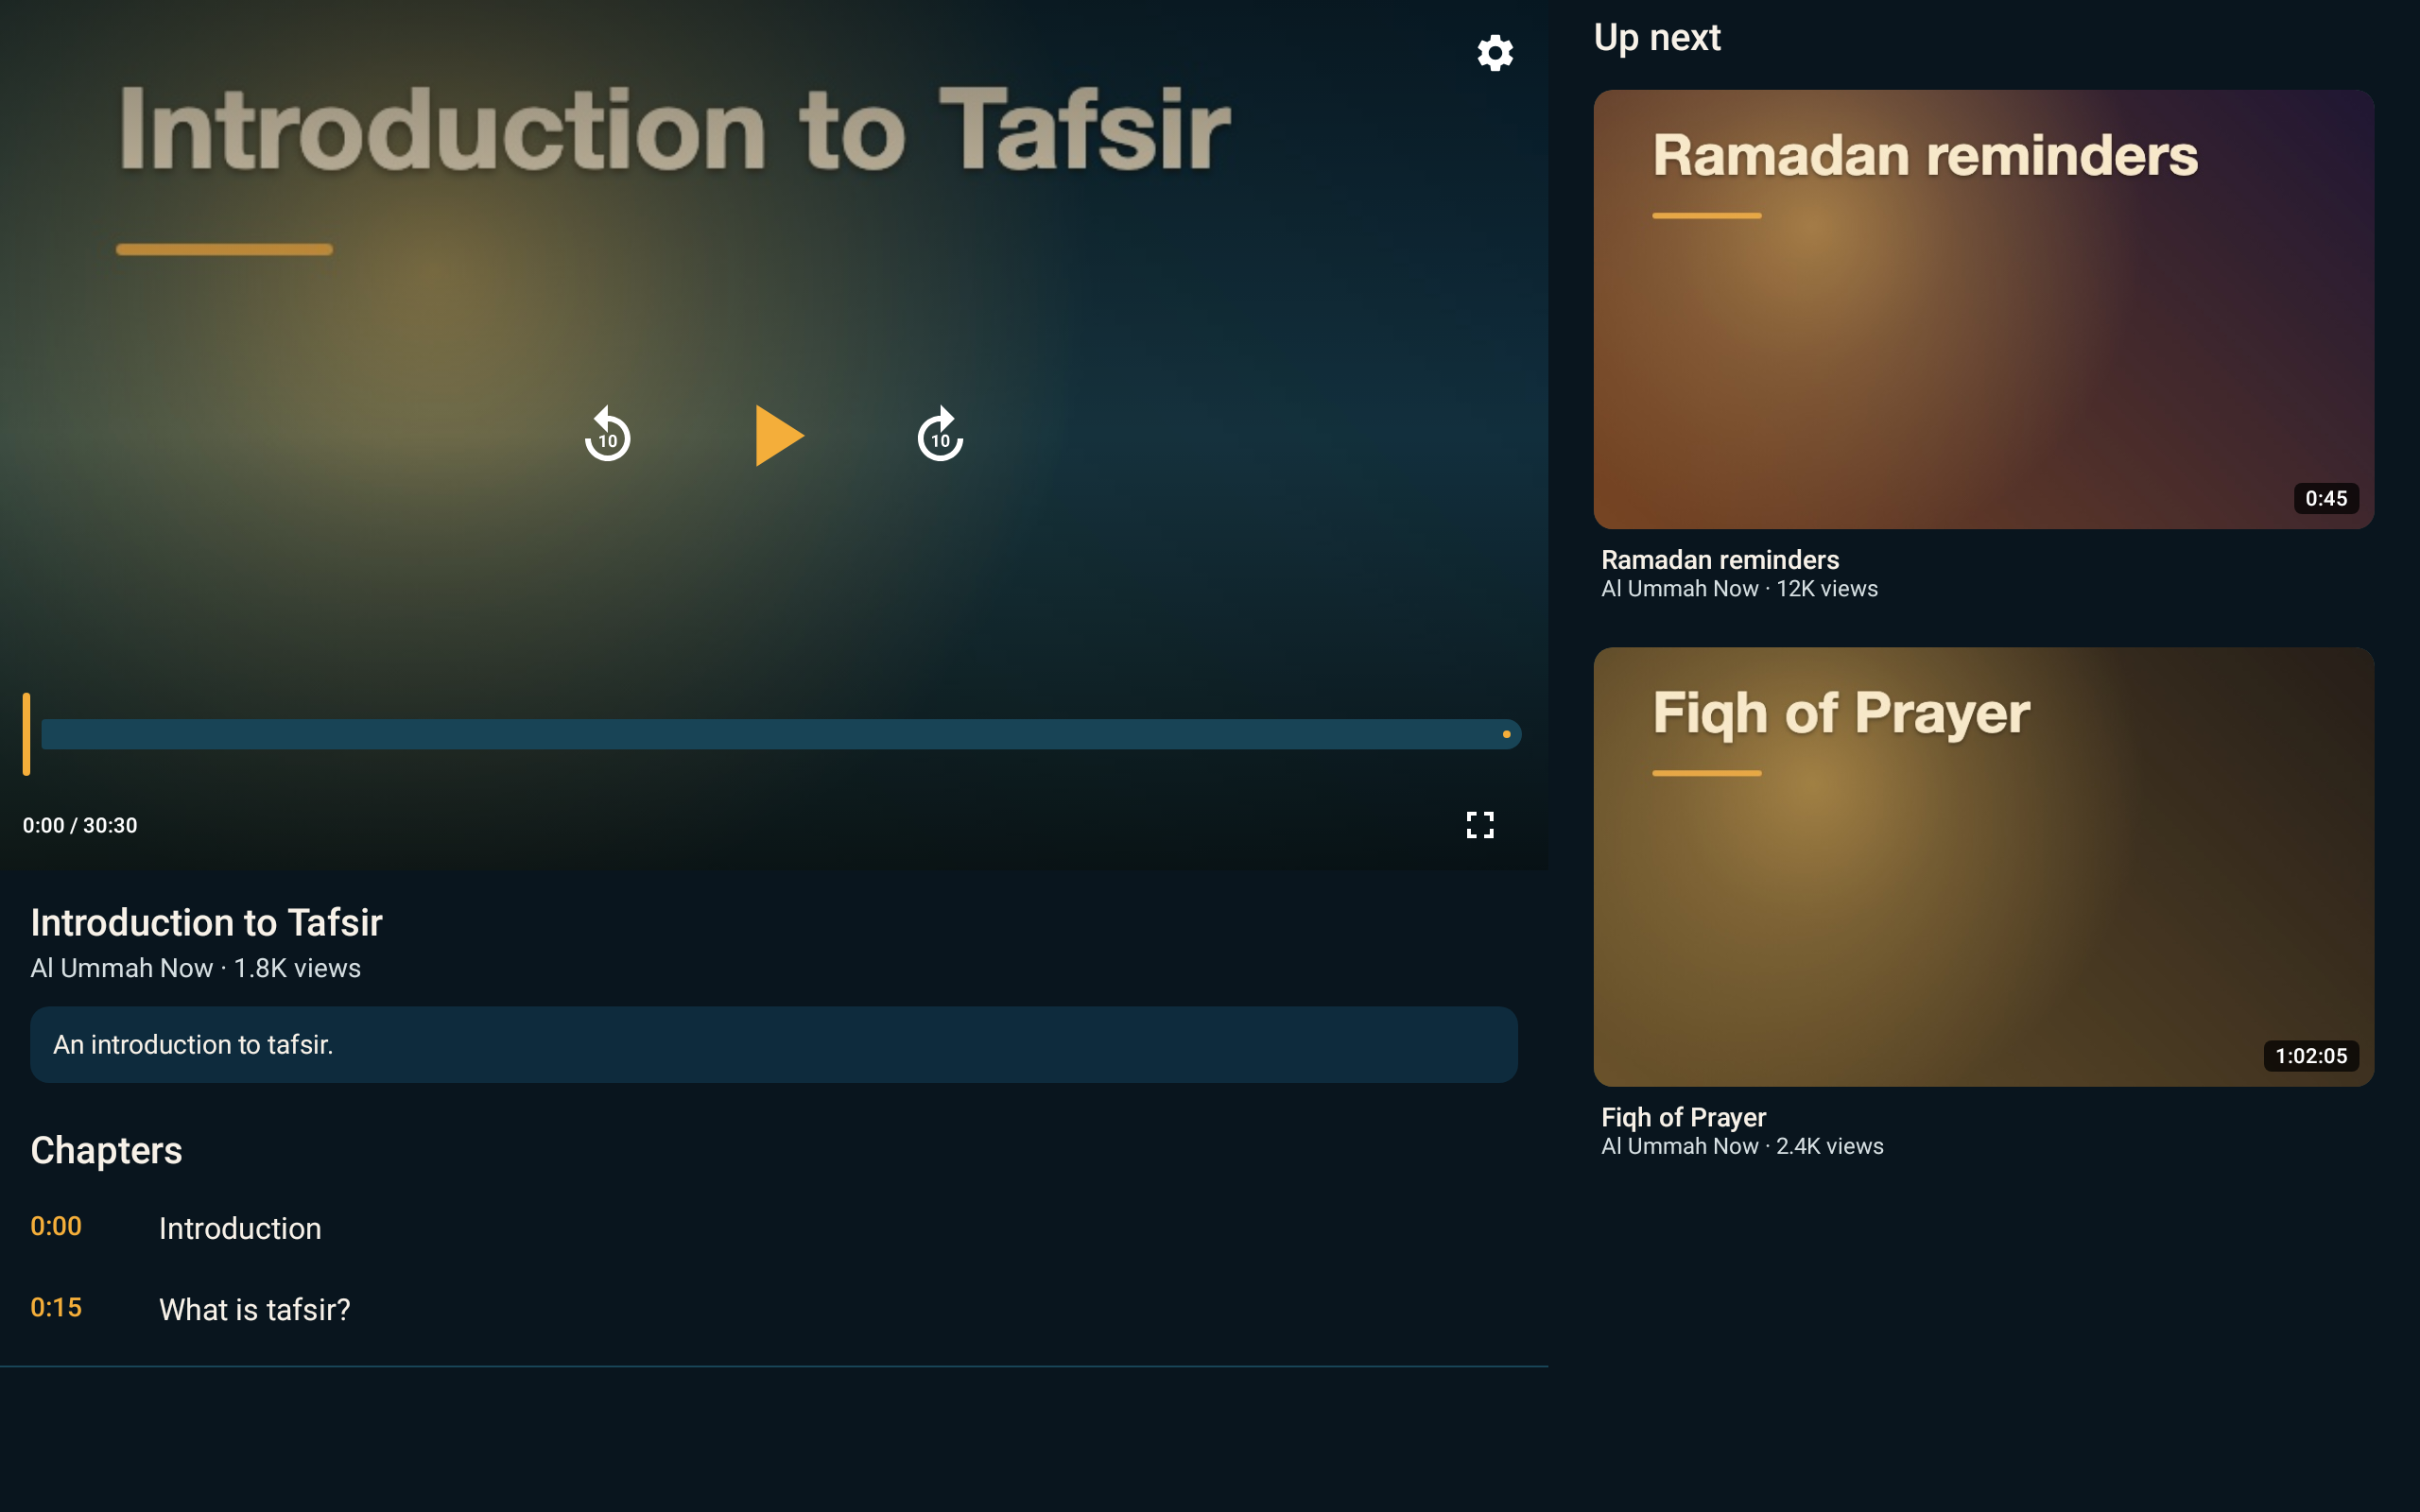 Introduction to Tafsir
10
10
0:00 / 30:30
Introduction to Tafsir
Al Ummah Now · 1.8K views
An introduction to tafsir.
Chapters
0:00 Introduction
0:15 What is tafsir?
Up next
Ramadan reminders
0:45
Ramadan reminders
Al Ummah Now · 12K views
Fiqh of Prayer
1:02:05
Fiqh of Prayer
Al Ummah Now · 2.4K views